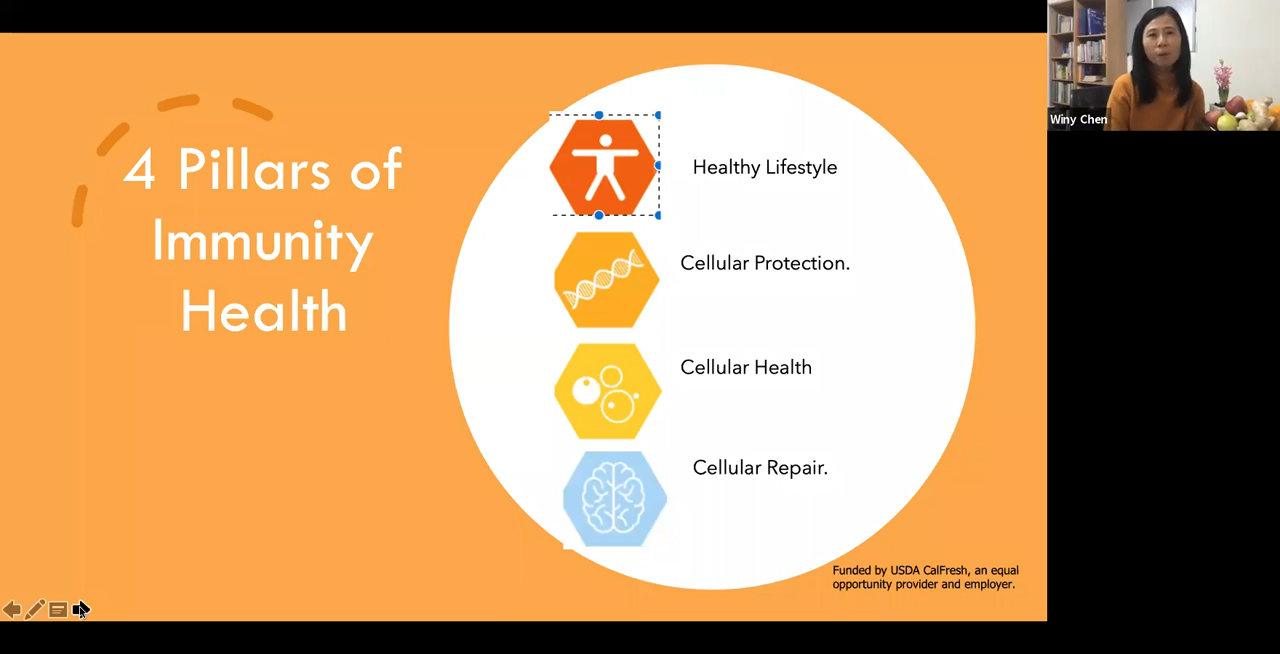 4 Pillars of
Immunity
Health
Healthy Lifestyle
Cellular Protection.
Cellular Health
Cellular Repair.
Funded by USDA CalFresh, an equal
opportunity provider and employer.
Winy Chen